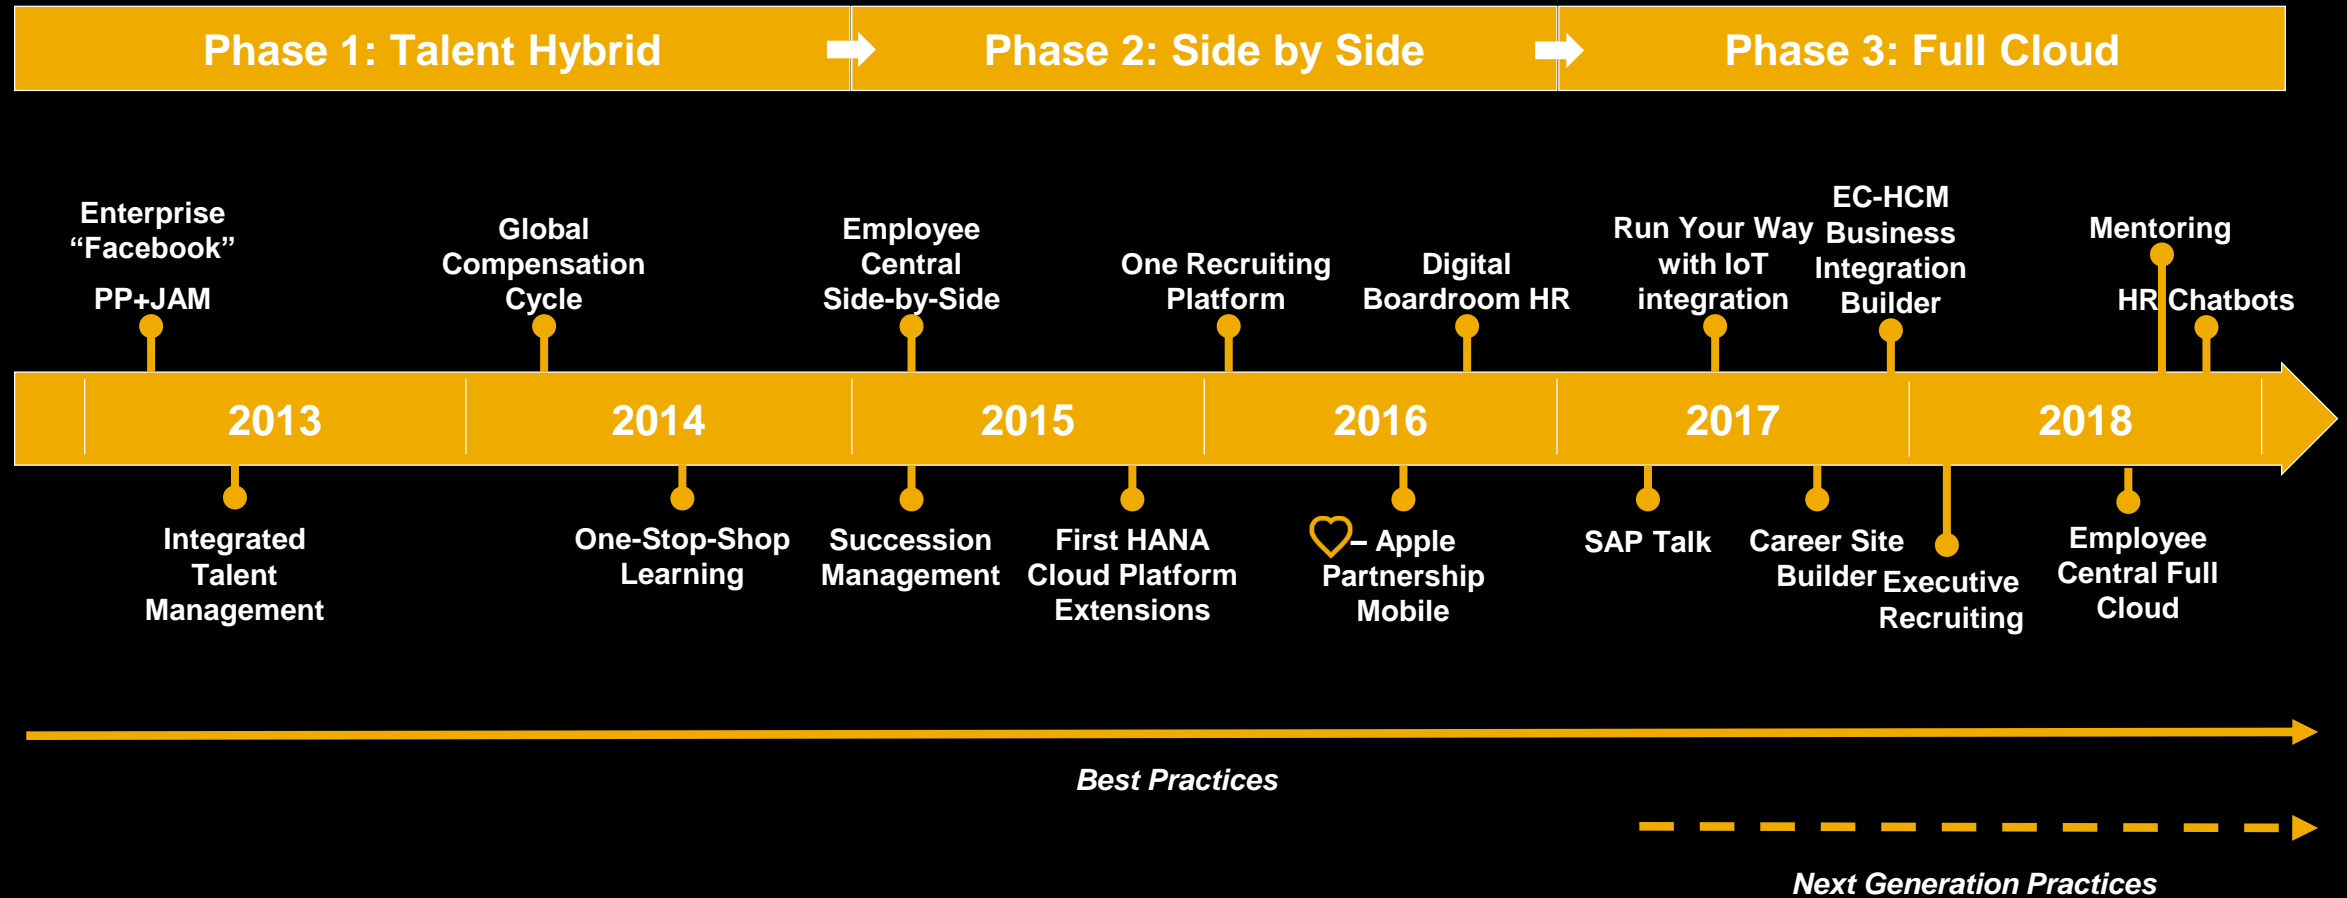 Phase 1: Talent Hybrid
Phase 2: Side by Side
Phase 3: Full Cloud
Enterprise
“Facebook”
PP+JAM
Global
Compensation
Cycle
Employee
Central
Side-by-Side
One Recruiting
Platform
Digital
Boardroom HR
Run Your Way
with IoT
integration
EC-HCM
Business
Integration
Builder
Mentoring
HR Chatbots
2013
2014
2015
2016
2017
2018
Integrated
Talent
Management
One-Stop-Shop
Learning
Succession
Management
First HANA
Cloud Platform
Extensions
– Apple
Partnership
Mobile
SAP Talk
Career Site
Builder
Executive
Recruiting
Employee
Central Full
Cloud
Best Practices
Next Generation Practices